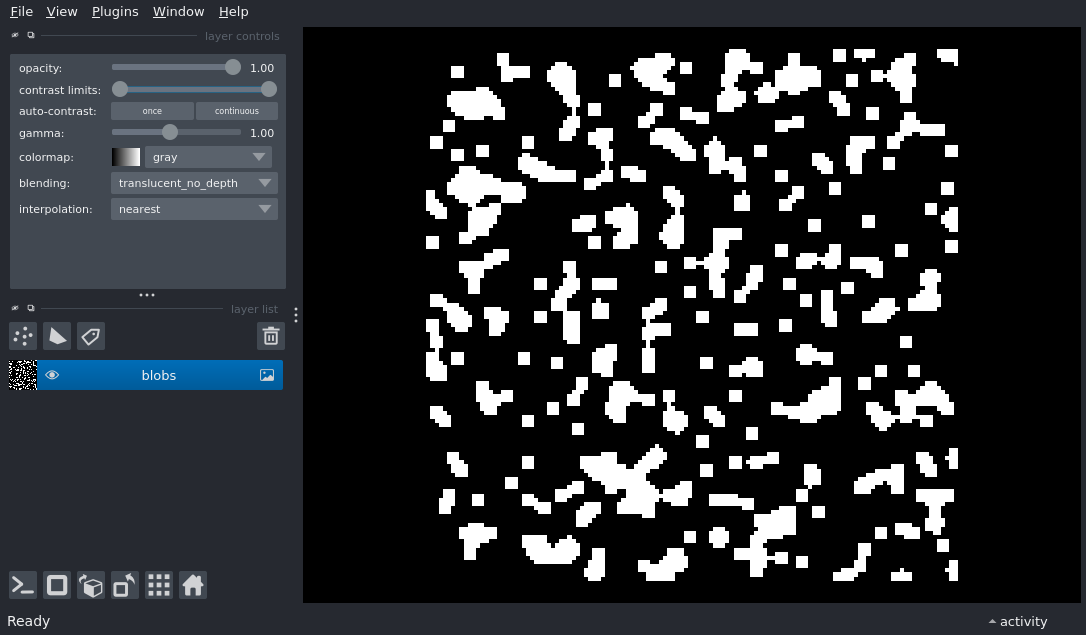 File View Plugins Window Help
layer controls
opacity: 1.00
contrast limits:
auto-contrast: once continuous
gamma: 1.00
colormap: gray
blending: translucent_no_depth
interpolation: nearest
layer list
blobs
Ready activity